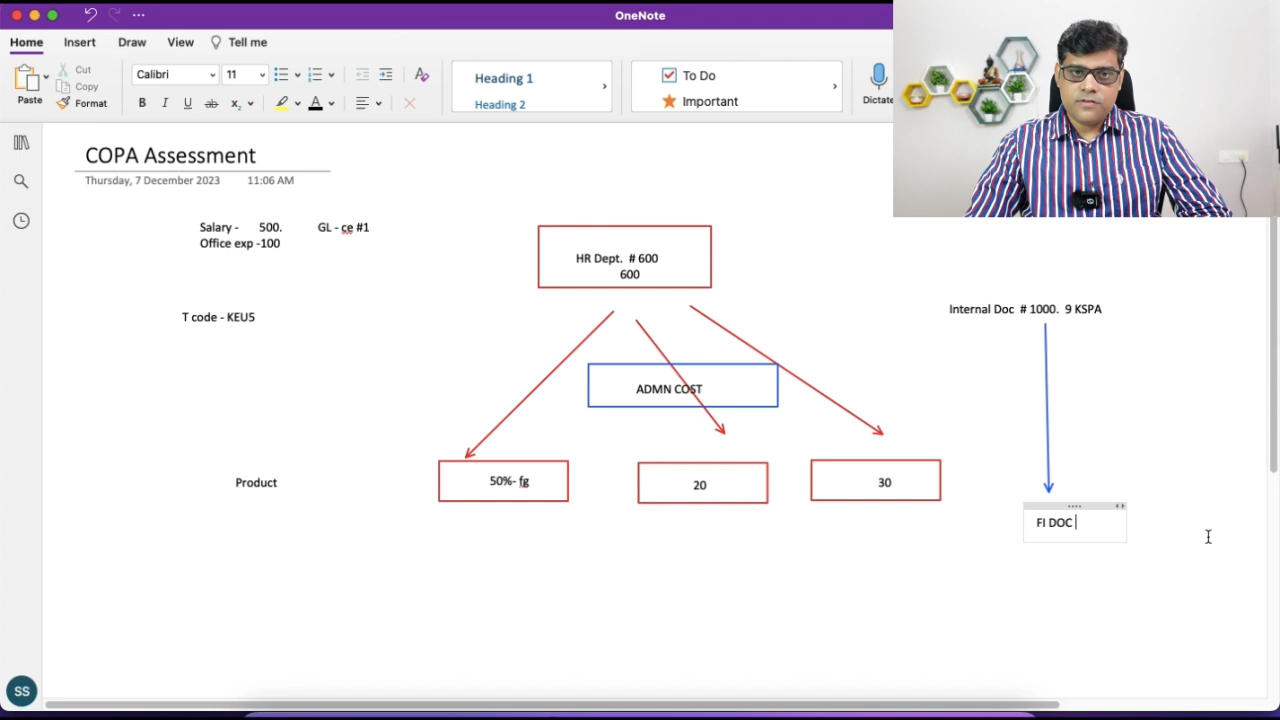 OneNote
Home Insert Draw View Tell me
Paste
Cut
Copy
Format
Calibri 11
B I U ab x2 A
Heading 1
Heading 2
To Do
Important
Dictate
COPA Assessment
Thursday, 7 December 2023 11:06 AM
Salary - 500. GL - ce #1
Office exp -100
HR Dept. # 600
600
T code - KEU5
Internal Doc # 1000. 9 KSPA
ADMN COST
Product
50%- fg
20
30
FI DOC
SS